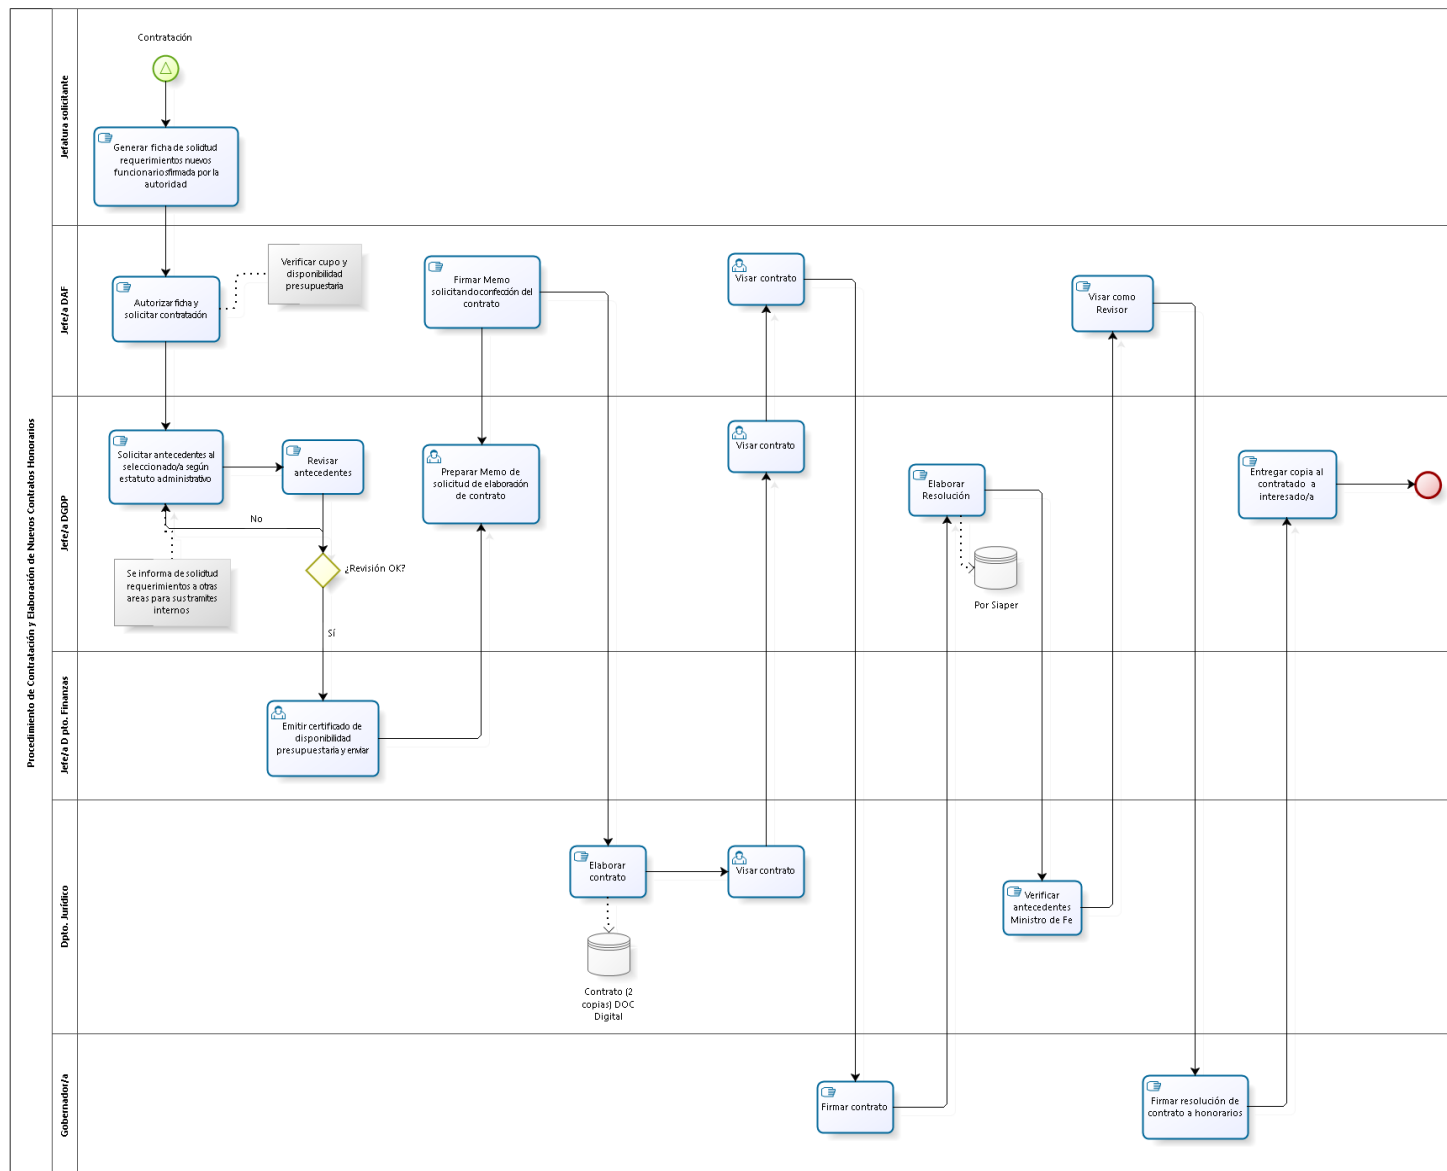 Procedimiento de Contratación y Elaboración de Nuevos Contratos Honorarios
Jefatura solicitante
Contratación
Generar ficha de solicitud
requerimientos nuevos
funcionarios firmada por la
autoridad
Jefe/a DAF
Autorizar ficha y
solicitar contratación
Verificar cupo y
disponibilidad
presupuestaria
Firmar Memo
solicitando confección del
contrato
Visar contrato
Visar como
Revisor
Jefe/a DGDP
Solicitar antecedentes al
seleccionado/a según
estatuto administrativo
Revisar
antecedentes
No
¿Revisión OK?
Sí
Se informa de solicitud
requerimientos a otras
areas para sus tramites
internos
Preparar Memo de
solicitud de elaboración
de contrato
Visar contrato
Elaborar
Resolución
Por Siaper
Entregar copia al
contratado a
interesado/a
Jefe/a D pto. Finanzas
Emitir certificado de
disponibilidad
presupuestaria y enviar
Dpto. Jurídico
Elaborar
contrato
Contrato (2
copias) DOC
Digital
Visar contrato
Verificar
antecedentes
Ministro de Fe
Gobernador/a
Firmar contrato
Firmar resolución de
contrato a honorarios